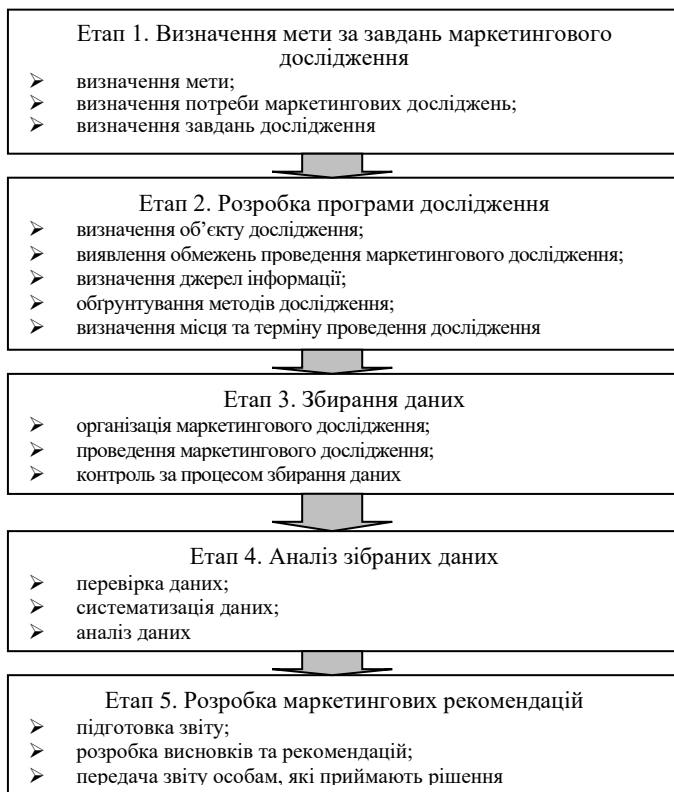 Етап 1. Визначення мети за завдань маркетингового
дослідження
➢ визначення мети;
➢ визначення потреби маркетингових досліджень;
➢ визначення завдань дослідження
Етап 2. Розробка програми дослідження
➢ визначення об’єкту дослідження;
➢ виявлення обмежень проведення маркетингового дослідження;
➢ визначення джерел інформації;
➢ обґрунтування методів дослідження;
➢ визначення місця та терміну проведення дослідження
Етап 3. Збирання даних
➢ організація маркетингового дослідження;
➢ проведення маркетингового дослідження;
➢ контроль за процесом збирання даних
Етап 4. Аналіз зібраних даних
➢ перевірка даних;
➢ систематизація даних;
➢ аналіз даних
Етап 5. Розробка маркетингових рекомендацій
➢ підготовка звіту;
➢ розробка висновків та рекомендацій;
➢ передача звіту особам, які приймають рішення